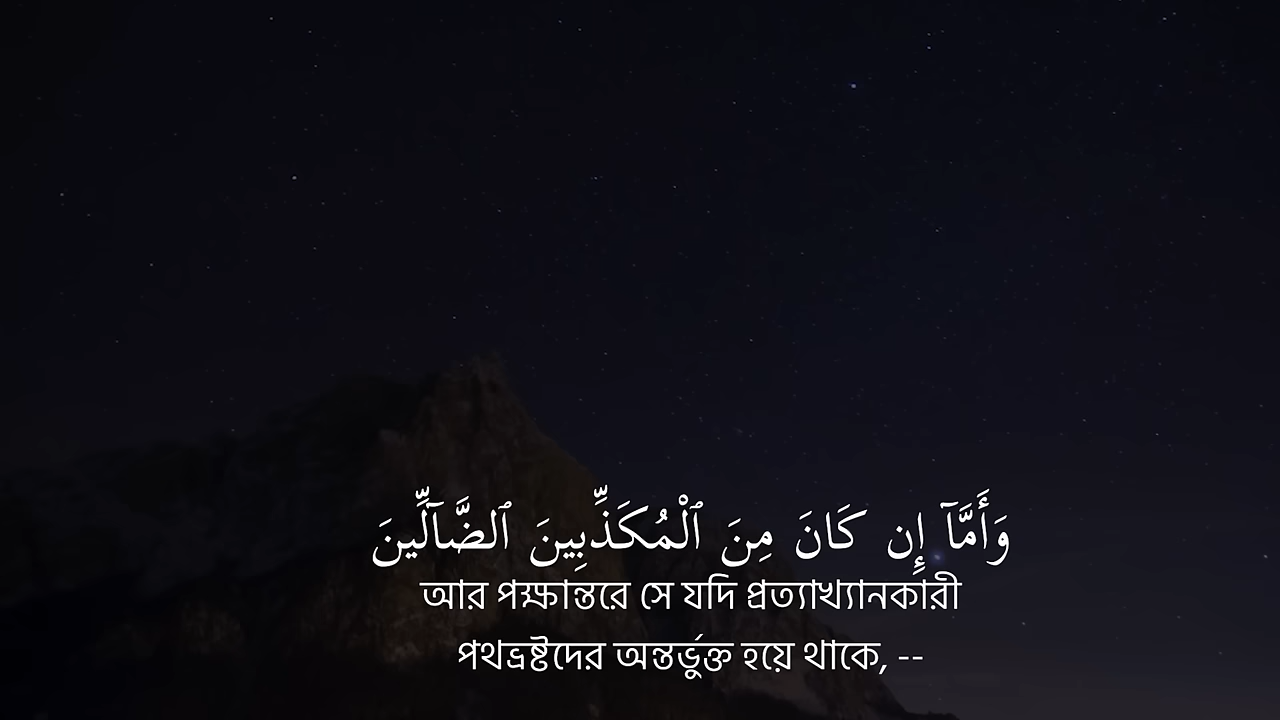 وَأَمَّآ إِن كَانَ مِنَ ٱلْمُكَذِّبِينَ ٱلضَّآلِّينَ
আর পক্ষান্তরে সে যদি প্রত্যাখ্যানকারী
পথভ্রষ্টদের অন্তর্ভুক্ত হয়ে থাকে, --